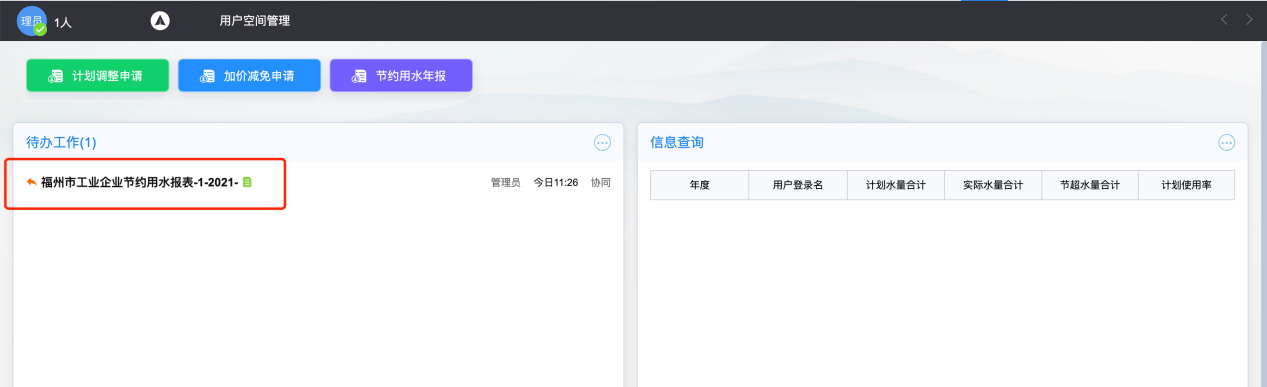 理员 1人 用户空间管理
计划调整申请 加价减免申请 节约用水年报
待办工作(1)
福州市工业企业节约用水报表-1-2021- 管理员 今日11:26 协同
信息查询
年度 用户登录名 计划水量合计 实际水量合计 节超水量合计 计划使用率